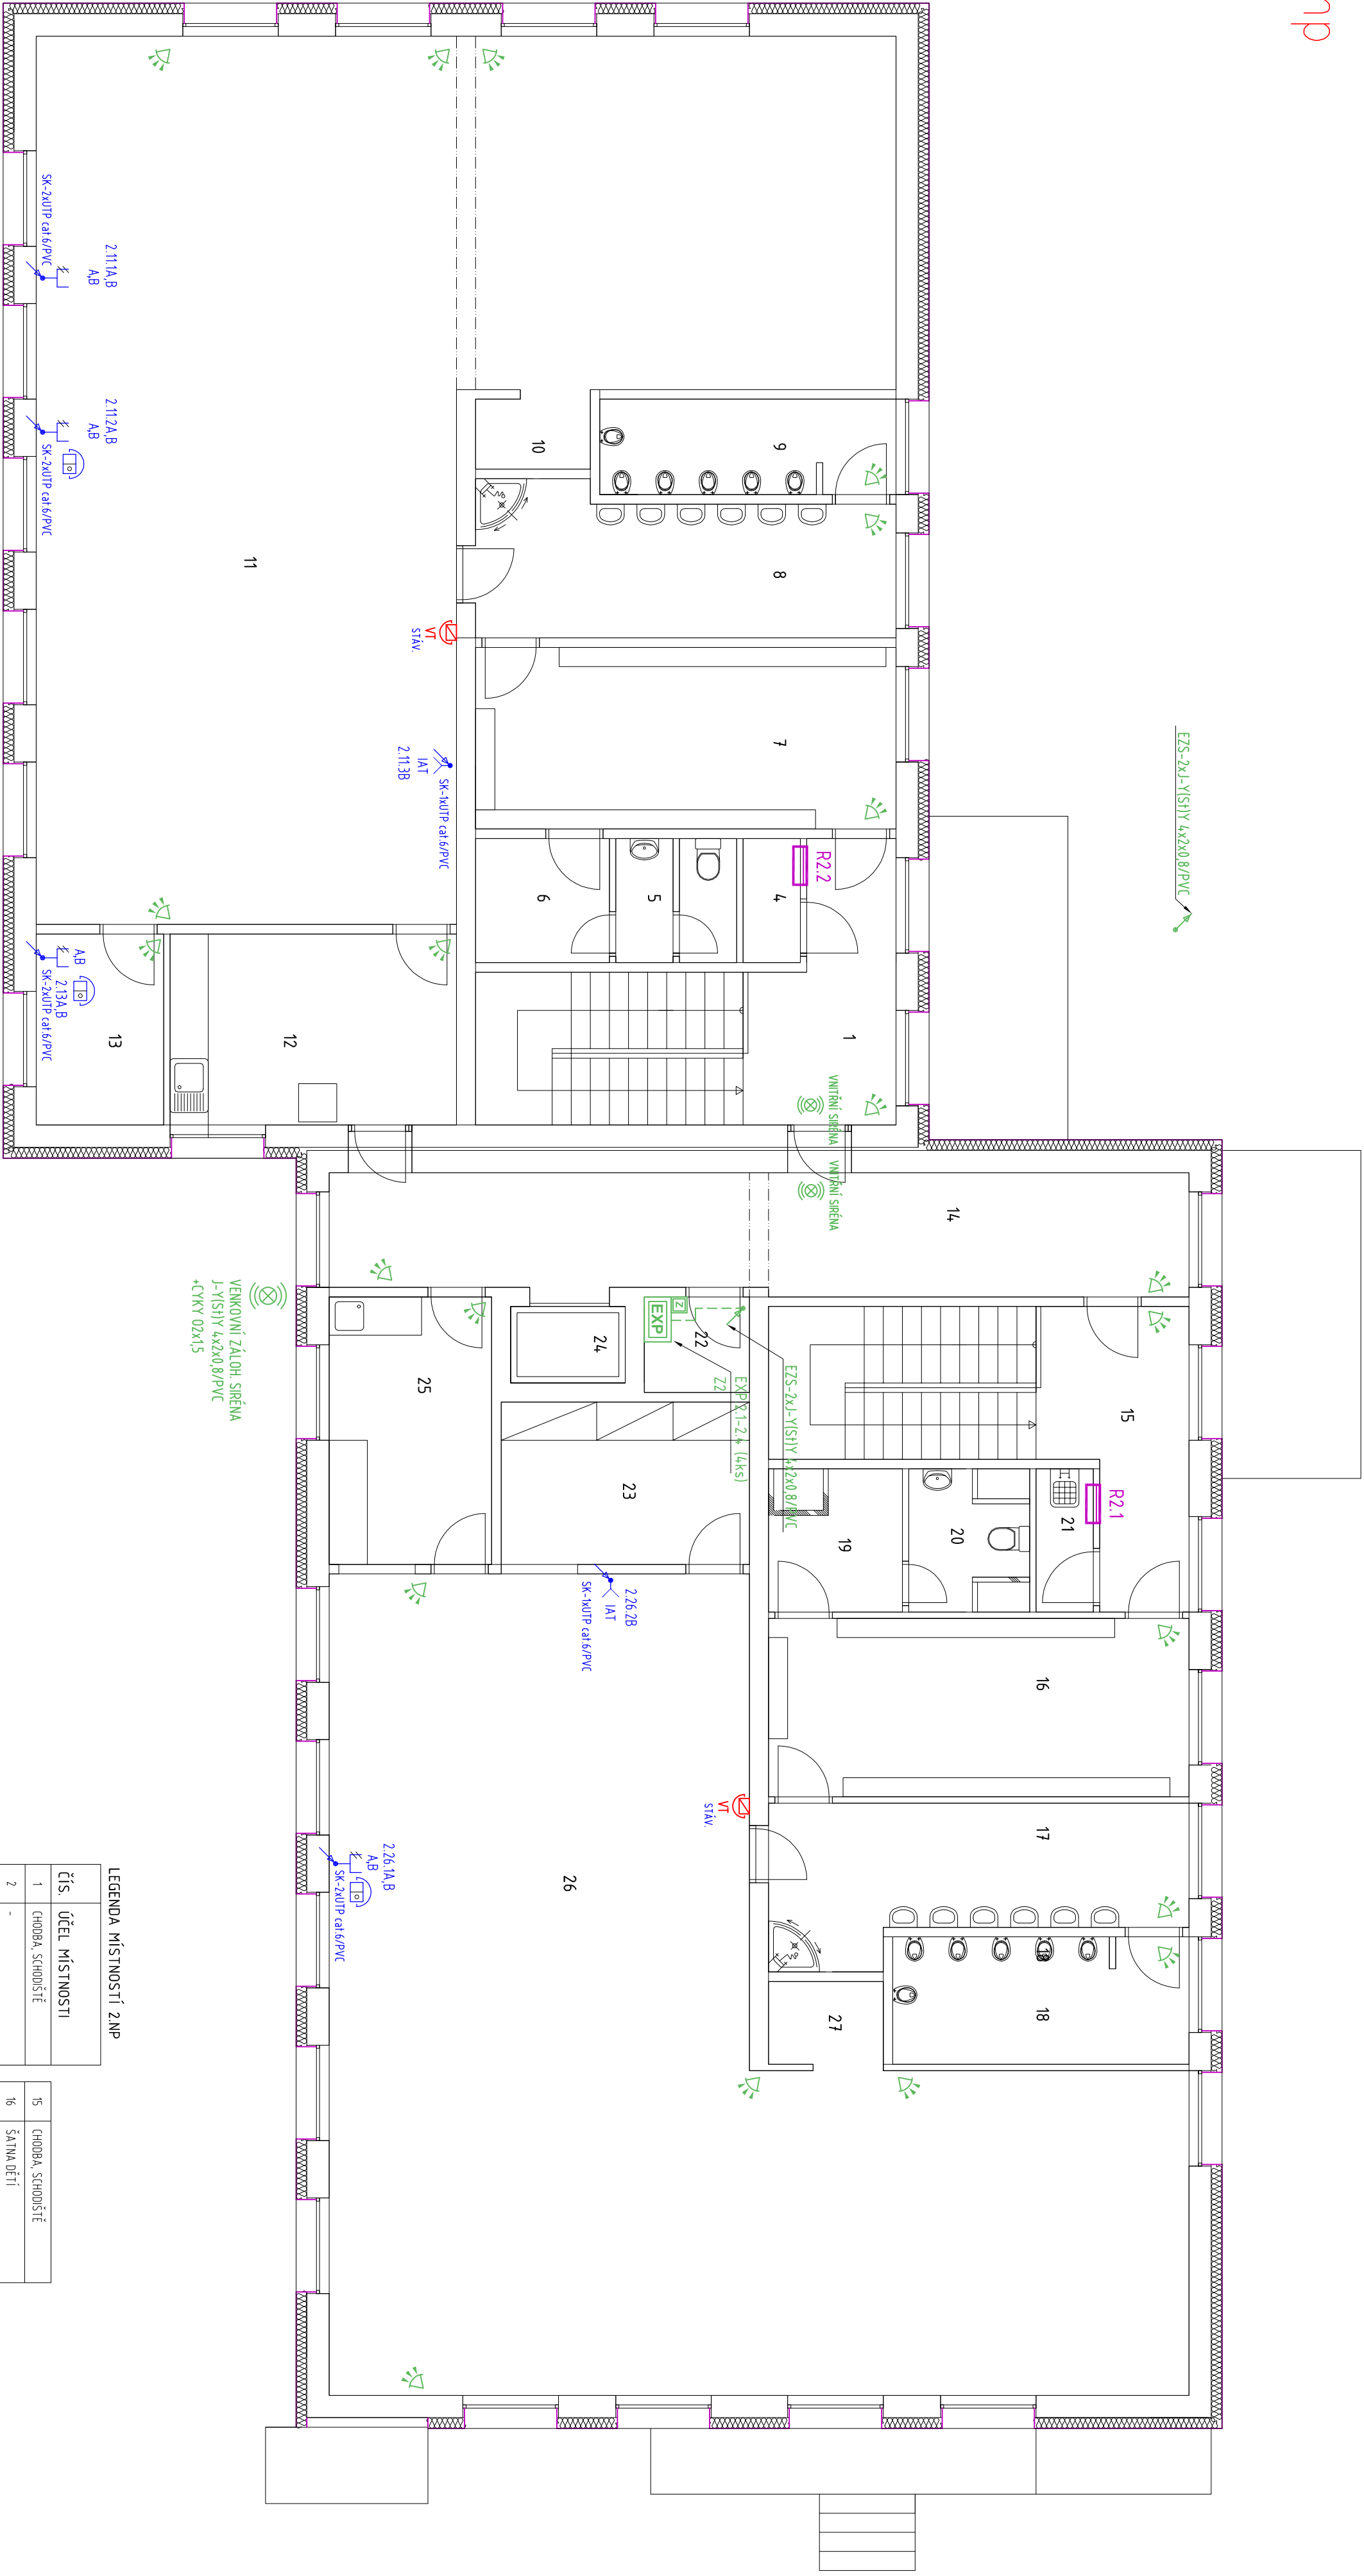 np
EZS-2xJ-Y(St)Y 4x2x0,8/PVC
SK-2xUTP cat.6/PVC
2.11.1A,B
A,B
2.11.2A,B
A,B
SK-2xUTP cat.6/PVC
11
10
9
8
VT
STÁV.
7
2.11.3B
IAT
SK-1xUTP cat.6/PVC
R2.2
4
5
6
1
A,B
2.13A,B
SK-2xUTP cat.6/PVC
13
12
VNITŘNÍ SIRÉNA
VNITŘNÍ SIRÉNA
14
VENKOVNÍ ZÁLOH. SIRÉNA
J-Y(St)Y 4x2x0,8/PVC
+CYKY O2x1,5
Z
EXP
22
24
25
EZS-2xJ-Y(St)Y 4x2x0,8/PVC
EXP2.1-2.4 (4ks)
Z2
23
15
R2.1
21
20
19
2.26.2B
IAT
SK-1xUTP cat.6/PVC
16
VT
STÁV.
17
26
2.26.1A,B
A,B
SK-2xUTP cat.6/PVC
18
27
LEGENDA MÍSTNOSTÍ 2.NP
ČÍS. ÚČEL MÍSTNOSTI
1 CHODBA, SCHODIŠTĚ
2 -
15 CHODBA, SCHODIŠTĚ
16 ŠATNA DĚTÍ